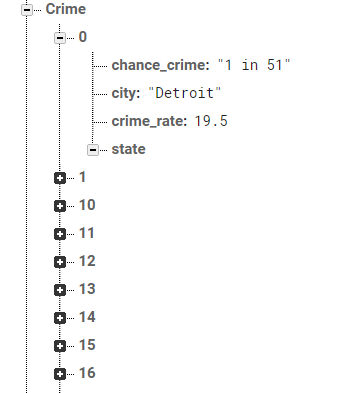 Crime
0
chance_crime: "1 in 51"
city: "Detroit"
crime_rate: 19.5
state
1
10
11
12
13
14
15
16